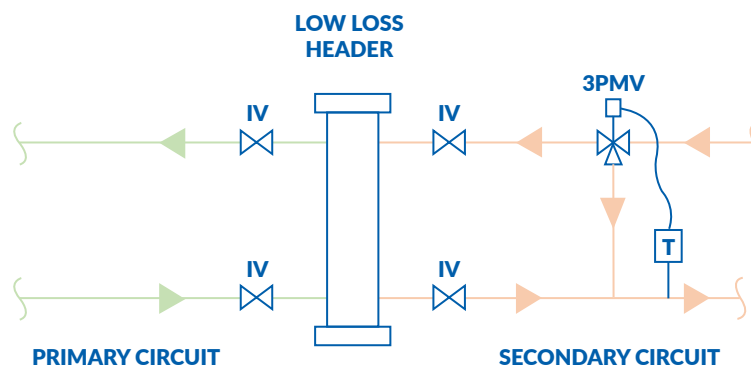 LOW LOSS
HEADER
3PMV
IV
IV
T
IV
IV
PRIMARY CIRCUIT
SECONDARY CIRCUIT